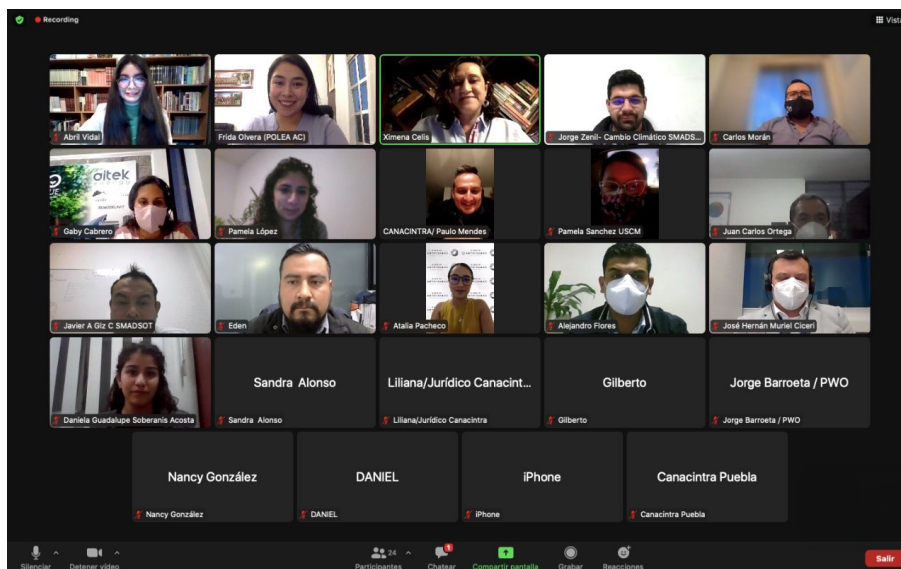 Recording
Vista
Abril Vidal
Frida Olvera (POLEA AC)
Ximena Celis
Jorge Zenil- Cambio Climático SMADS...
Carlos Morán
aitek
Gaby Cabrero
Pamela López
CANACINTRA/ Paulo Mendes
Pamela Sanchez USCM
Juan Carlos Ortega
Javier A Glz C SMADSOT
Eden
Atalia Pacheco
Alejandro Flores
José Hernán Muriel Ciceri
Daniela Guadalupe Soberanis Acosta
Sandra Alonso
Sandra Alonso
Liliana/Jurídico Canacint...
Liliana/Jurídico Canacintra
Gilberto
Gilberto
Jorge Barroeta / PWO
Jorge Barroeta / PWO
Nancy González
Nancy González
DANIEL
DANIEL
iPhone
iPhone
Canacintra Puebla
Canacintra Puebla
Silenciar
Detener video
24
Participantes
1
Chatear
Compartir pantalla
Grabar
Reacciones
Salir